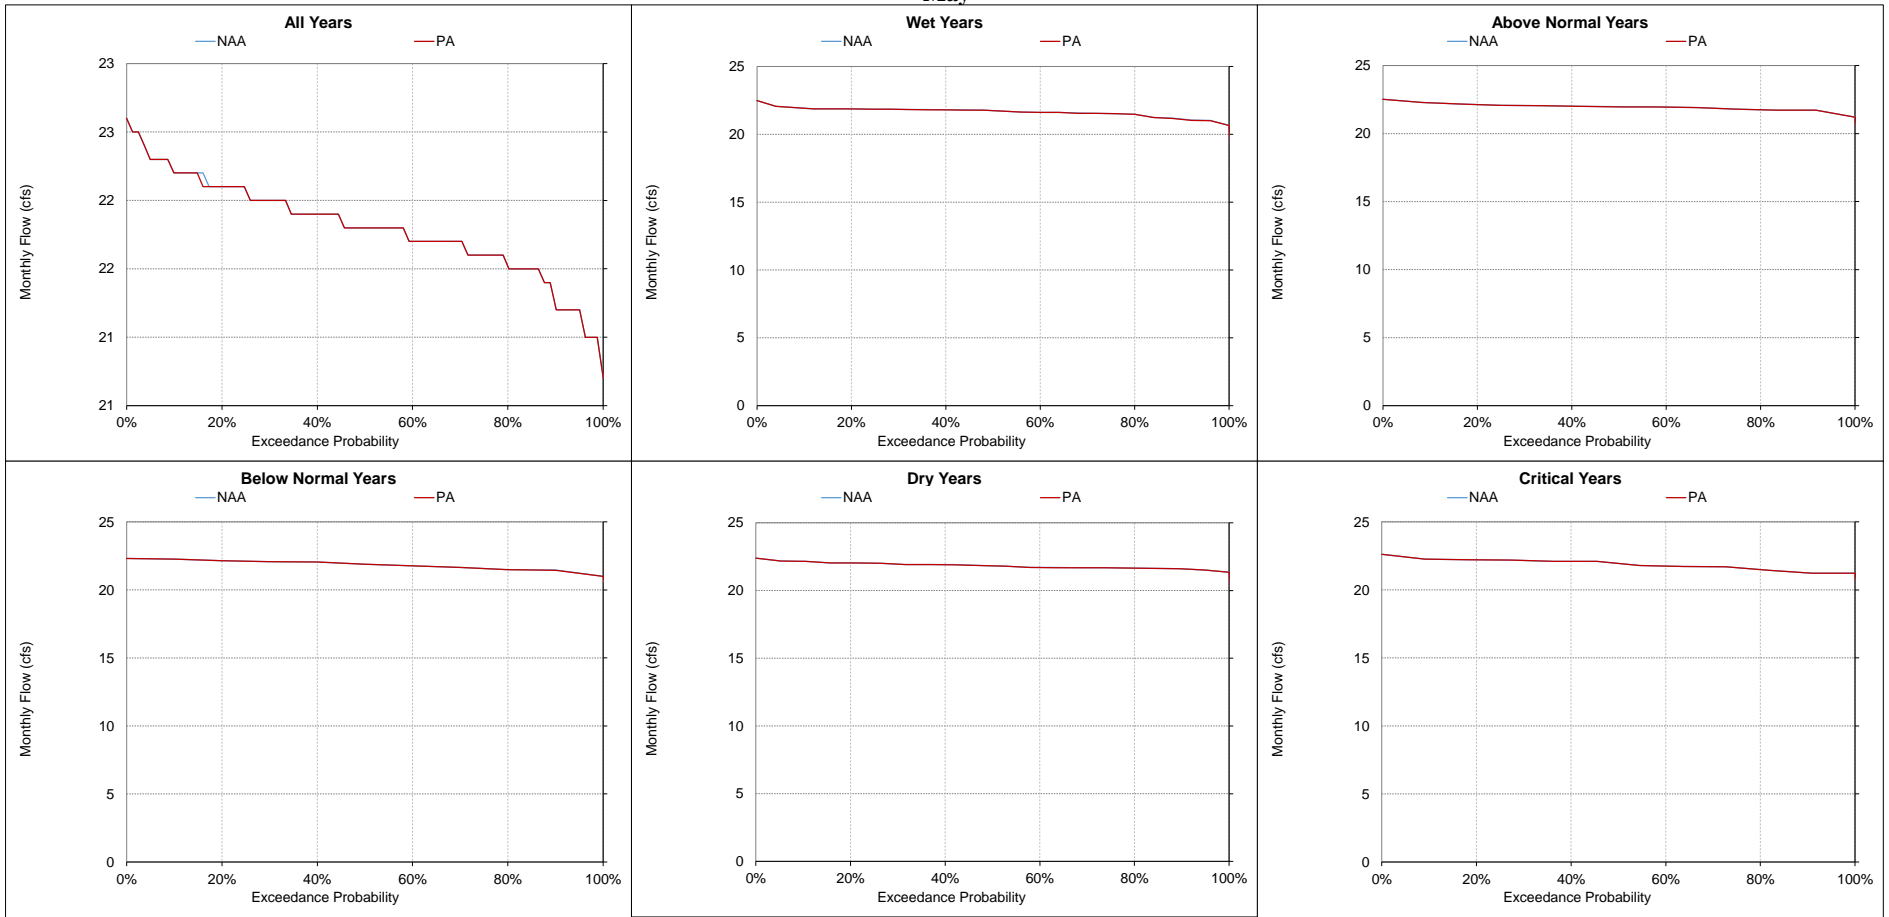 May
All Years
NAA PA
23
23
22
22
21
21
0% 20% 40% 60% 80% 100%
Monthly Flow (cfs)
Exceedance Probability
Wet Years
NAA PA
25
20
15
10
5
0
0% 20% 40% 60% 80% 100%
Monthly Flow (cfs)
Exceedance Probability
Above Normal Years
NAA PA
25
20
15
10
5
0
0% 20% 40% 60% 80% 100%
Monthly Flow (cfs)
Exceedance Probability
Below Normal Years
NAA PA
25
20
15
10
5
0
0% 20% 40% 60% 80% 100%
Monthly Flow (cfs)
Exceedance Probability
Dry Years
NAA PA
25
20
15
10
5
0
0% 20% 40% 60% 80% 100%
Monthly Flow (cfs)
Exceedance Probability
Critical Years
NAA PA
25
20
15
10
5
0
0% 20% 40% 60% 80% 100%
Monthly Flow (cfs)
Exceedance Probability